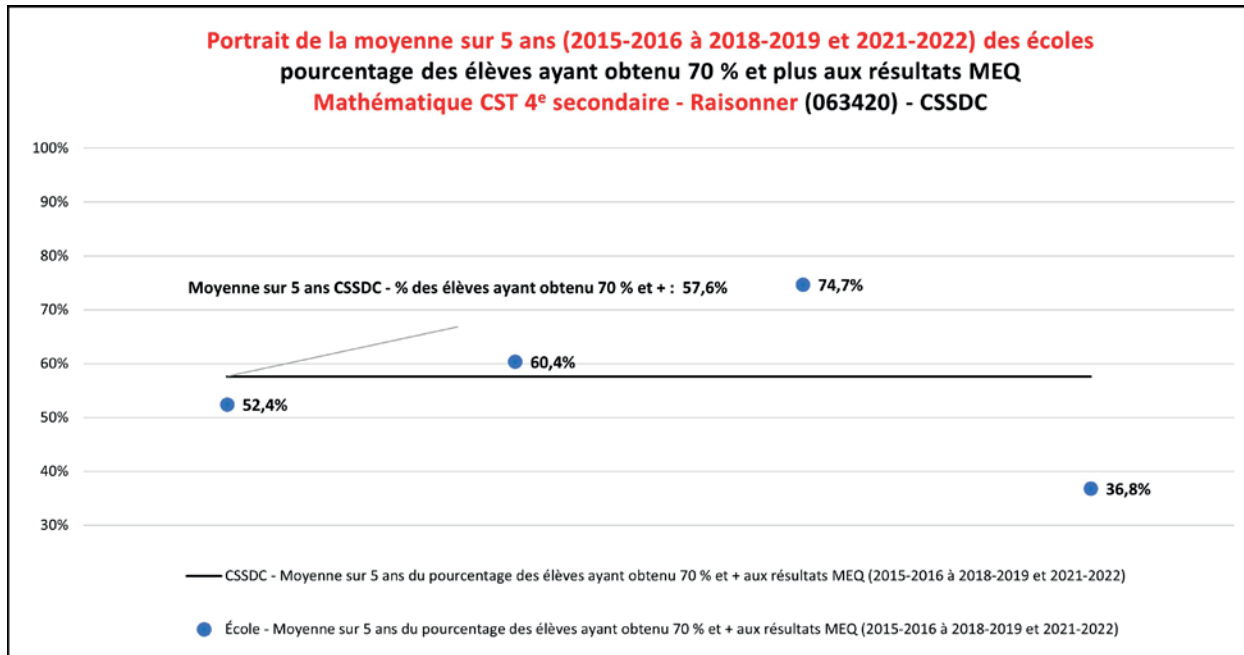 Portrait de la moyenne sur 5 ans (2015-2016 à 2018-2019 et 2021-2022) des écoles
pourcentage des élèves ayant obtenu 70 % et plus aux résultats MEQ
Mathématique CST 4e secondaire - Raisonner (063420) - CSSDC
100%
90%
80%
Moyenne sur 5 ans CSSDC - % des élèves ayant obtenu 70 % et + : 57,6%
74,7%
70%
60%
60,4%
52,4%
50%
40%
36,8%
30%
CSSDC - Moyenne sur 5 ans du pourcentage des élèves ayant obtenu 70 % et + aux résultats MEQ (2015-2016 à 2018-2019 et 2021-2022)
École - Moyenne sur 5 ans du pourcentage des élèves ayant obtenu 70 % et + aux résultats MEQ (2015-2016 à 2018-2019 et 2021-2022)